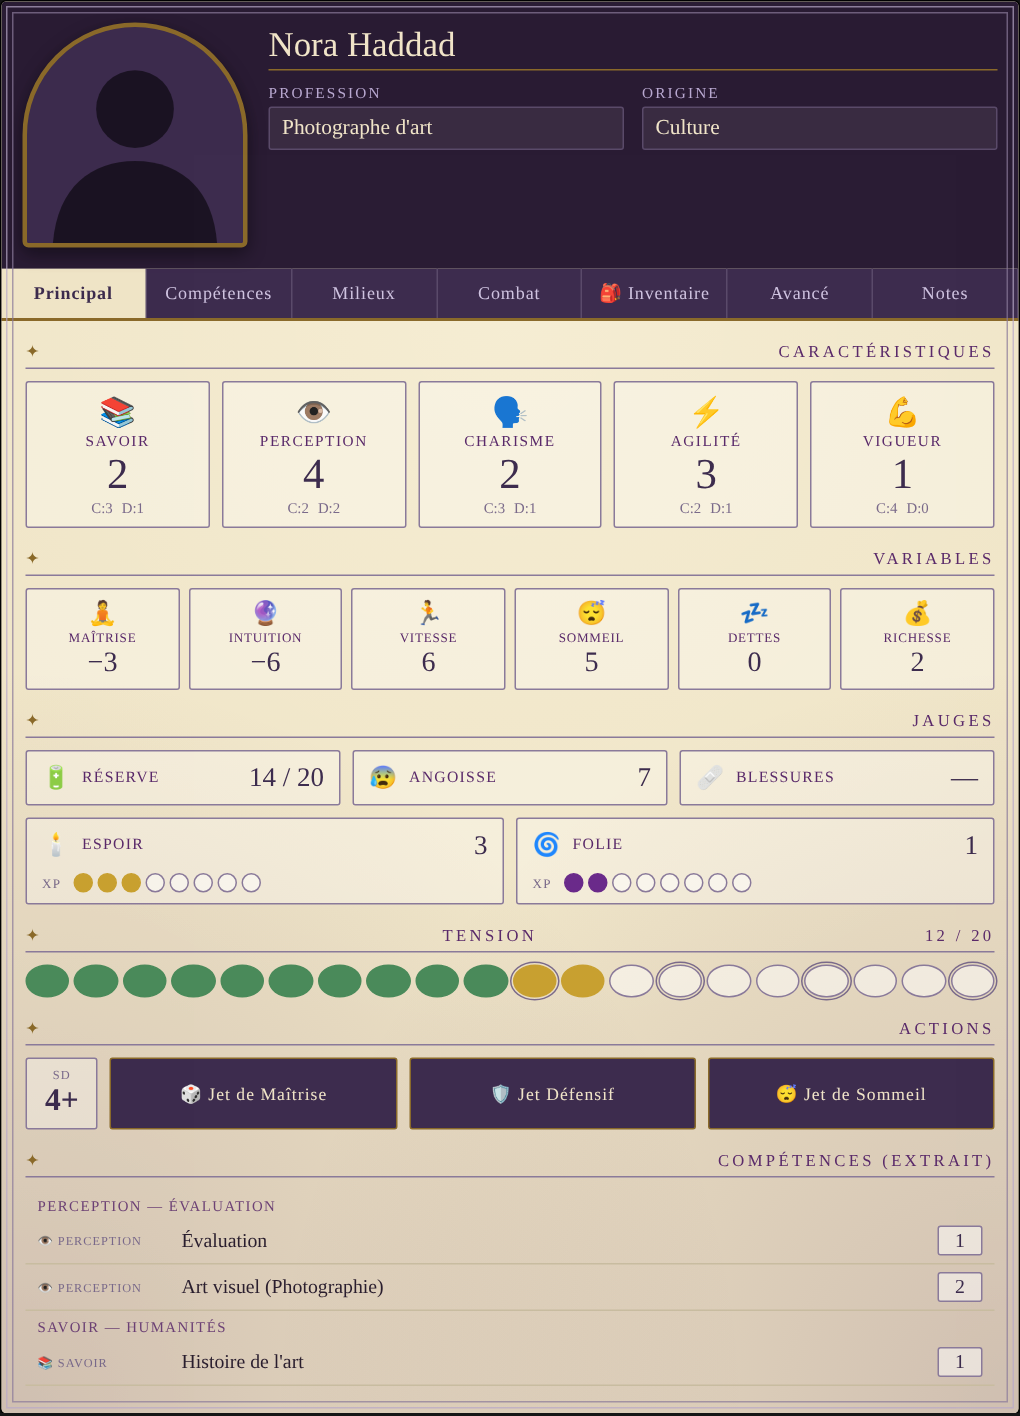 Nora Haddad
PROFESSION
ORIGINE
Photographe d'art
Culture
Principal
Compétences
Milieux
Combat
🎒 Inventaire
Avancé
Notes
✦ CARACTÉRISTIQUES
📚 SAVOIR
2
C:3 D:1
👁️ PERCEPTION
4
C:2 D:2
🗣️ CHARISME
2
C:3 D:1
⚡ AGILITÉ
3
C:2 D:1
💪 VIGUEUR
1
C:4 D:0
✦ VARIABLES
🧘 MAÎTRISE
−3
🔮 INTUITION
−6
🏃 VITESSE
6
😴 SOMMEIL
5
💤 DETTES
0
💰 RICHESSE
2
✦ JAUGES
🔋 RÉSERVE 14 / 20
😰 ANGOISSE 7
🩹 BLESSURES —
🕯️ ESPOIR 3
XP
🌀 FOLIE 1
XP
✦ TENSION 12 / 20
✦ ACTIONS
SD
4+
🎲 Jet de Maîtrise
🛡️ Jet Défensif
😴 Jet de Sommeil
✦ COMPÉTENCES (EXTRAIT)
PERCEPTION — ÉVALUATION
👁️ PERCEPTION Évaluation 1
👁️ PERCEPTION Art visuel (Photographie) 2
SAVOIR — HUMANITÉS
📚 SAVOIR Histoire de l'art 1